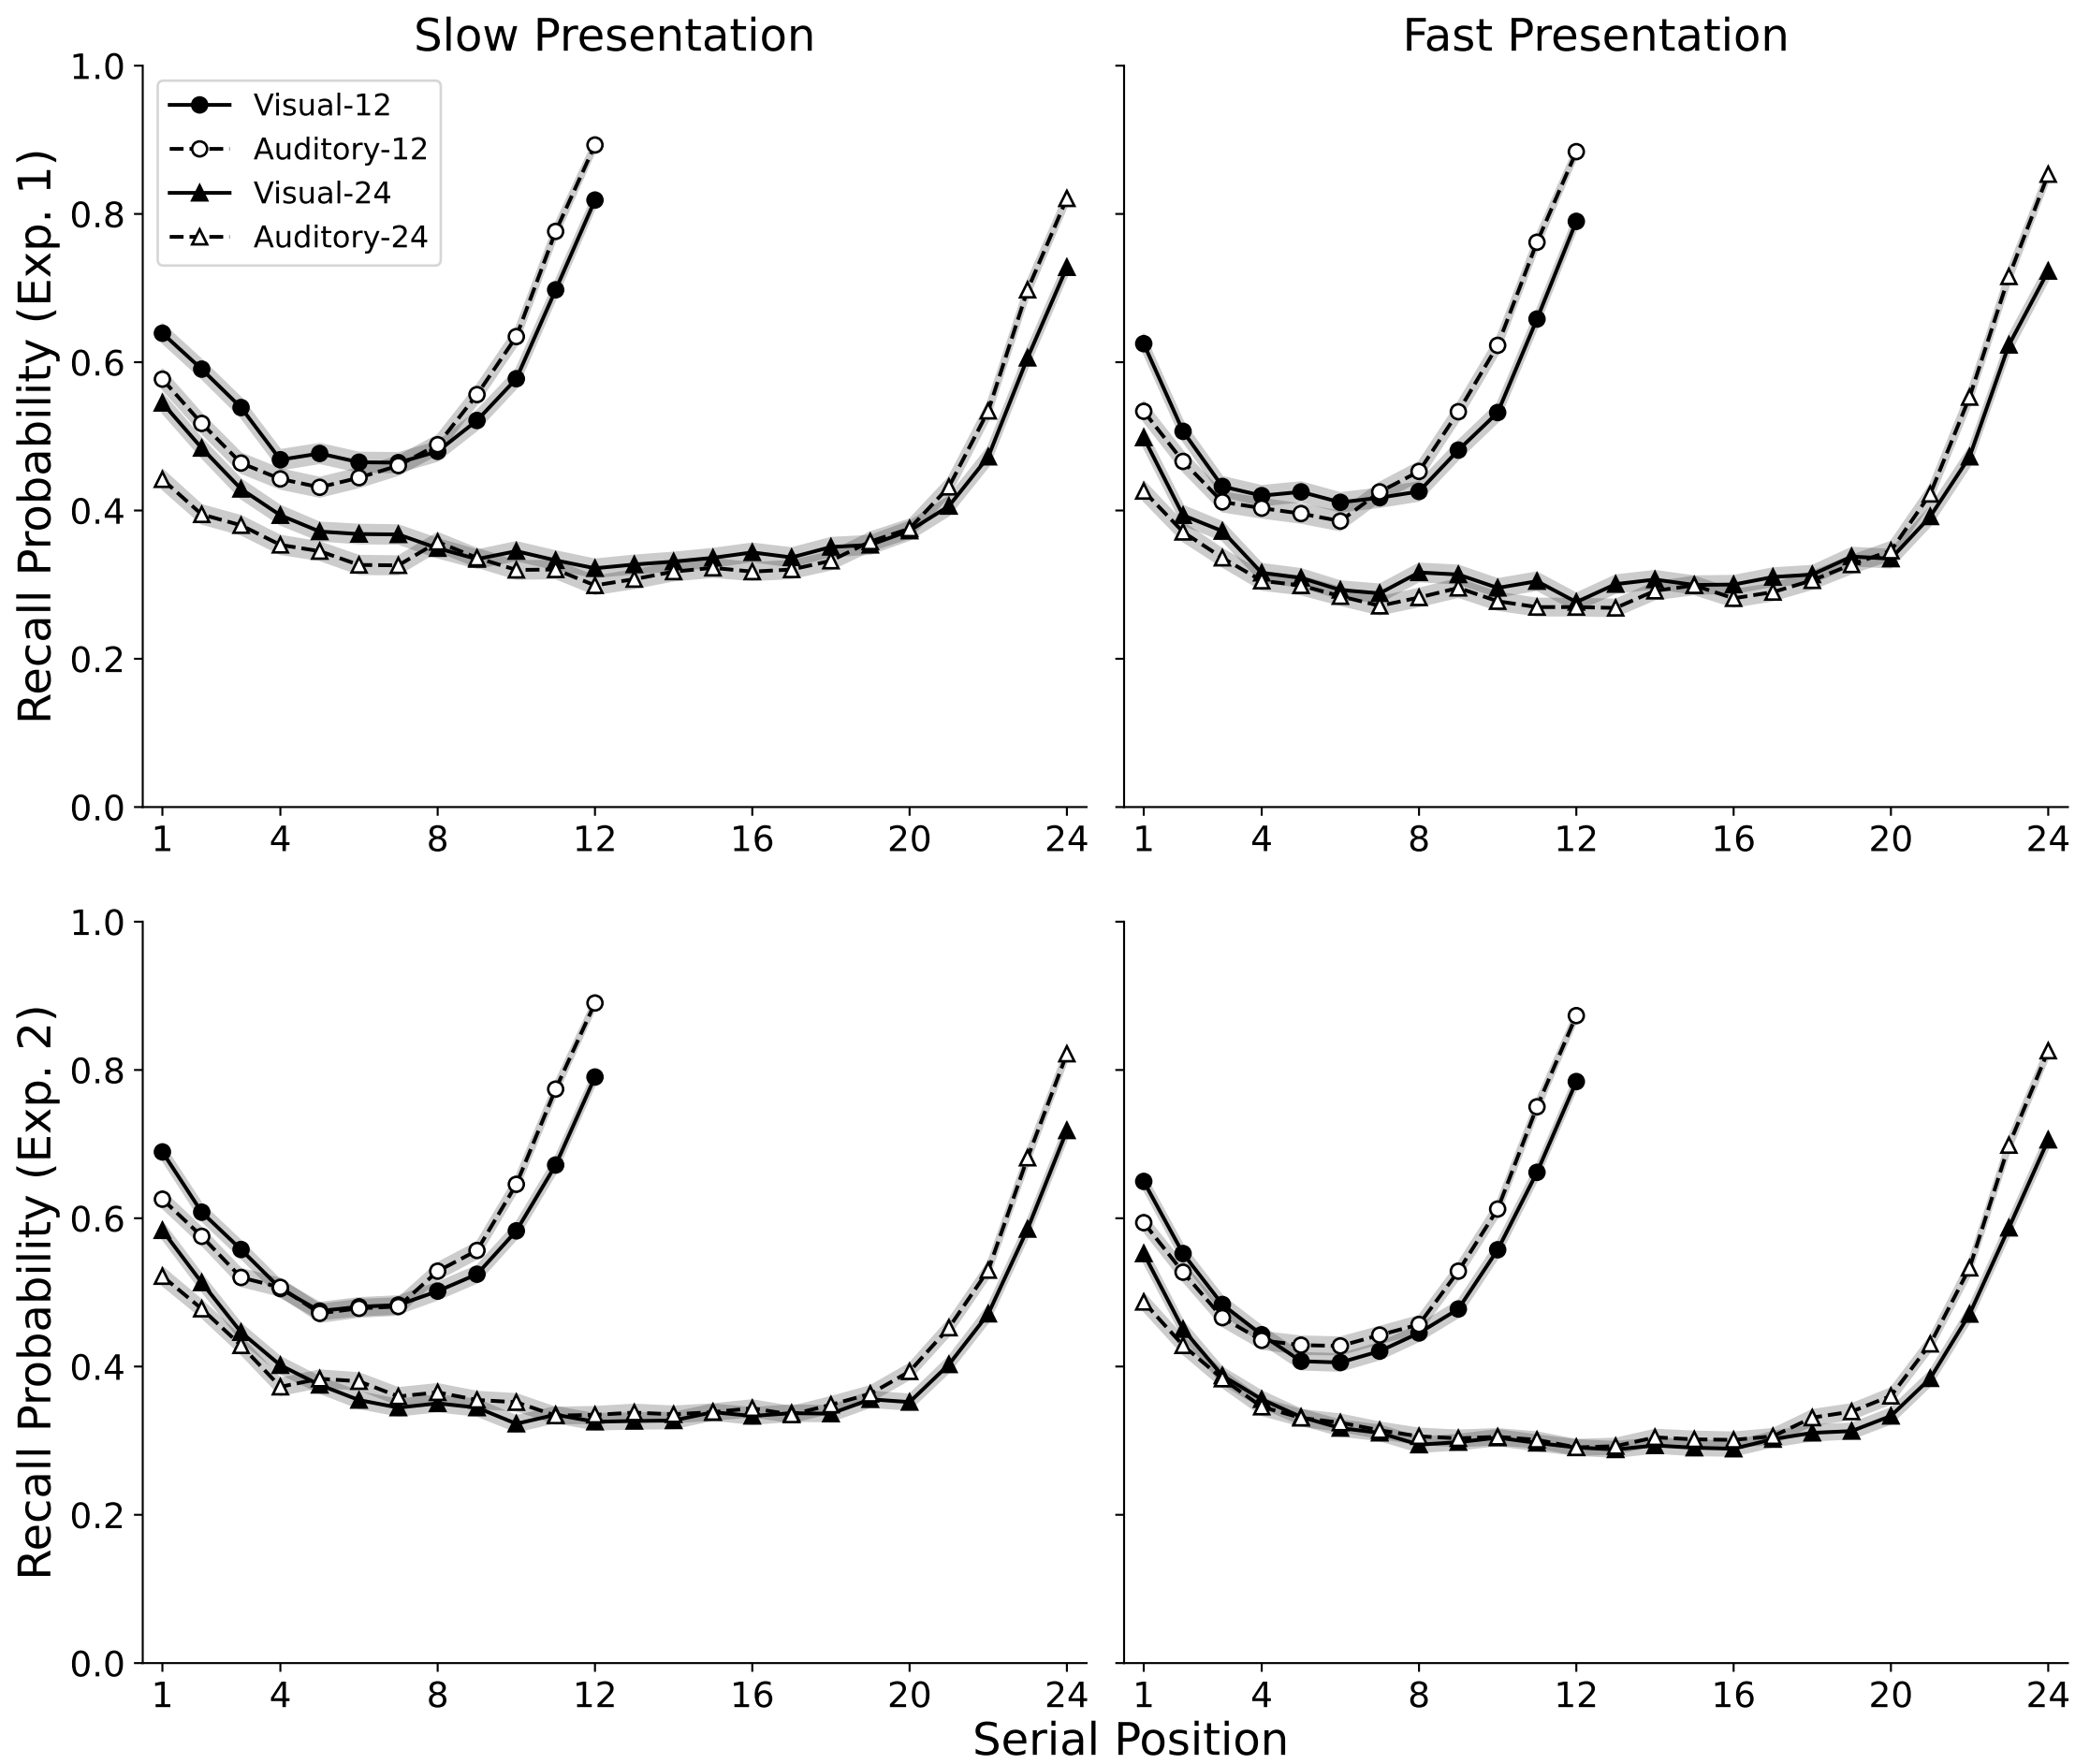 Slow Presentation
Fast Presentation
Recall Probability (Exp. 1)
1.0
0.8
0.6
0.4
0.2
0.0
Visual-12
Auditory-12
Visual-24
Auditory-24
1 4 8 12 16 20 24
1 4 8 12 16 20 24
Recall Probability (Exp. 2)
1.0
0.8
0.6
0.4
0.2
0.0
1 4 8 12 16 20 24
1 4 8 12 16 20 24
Serial Position